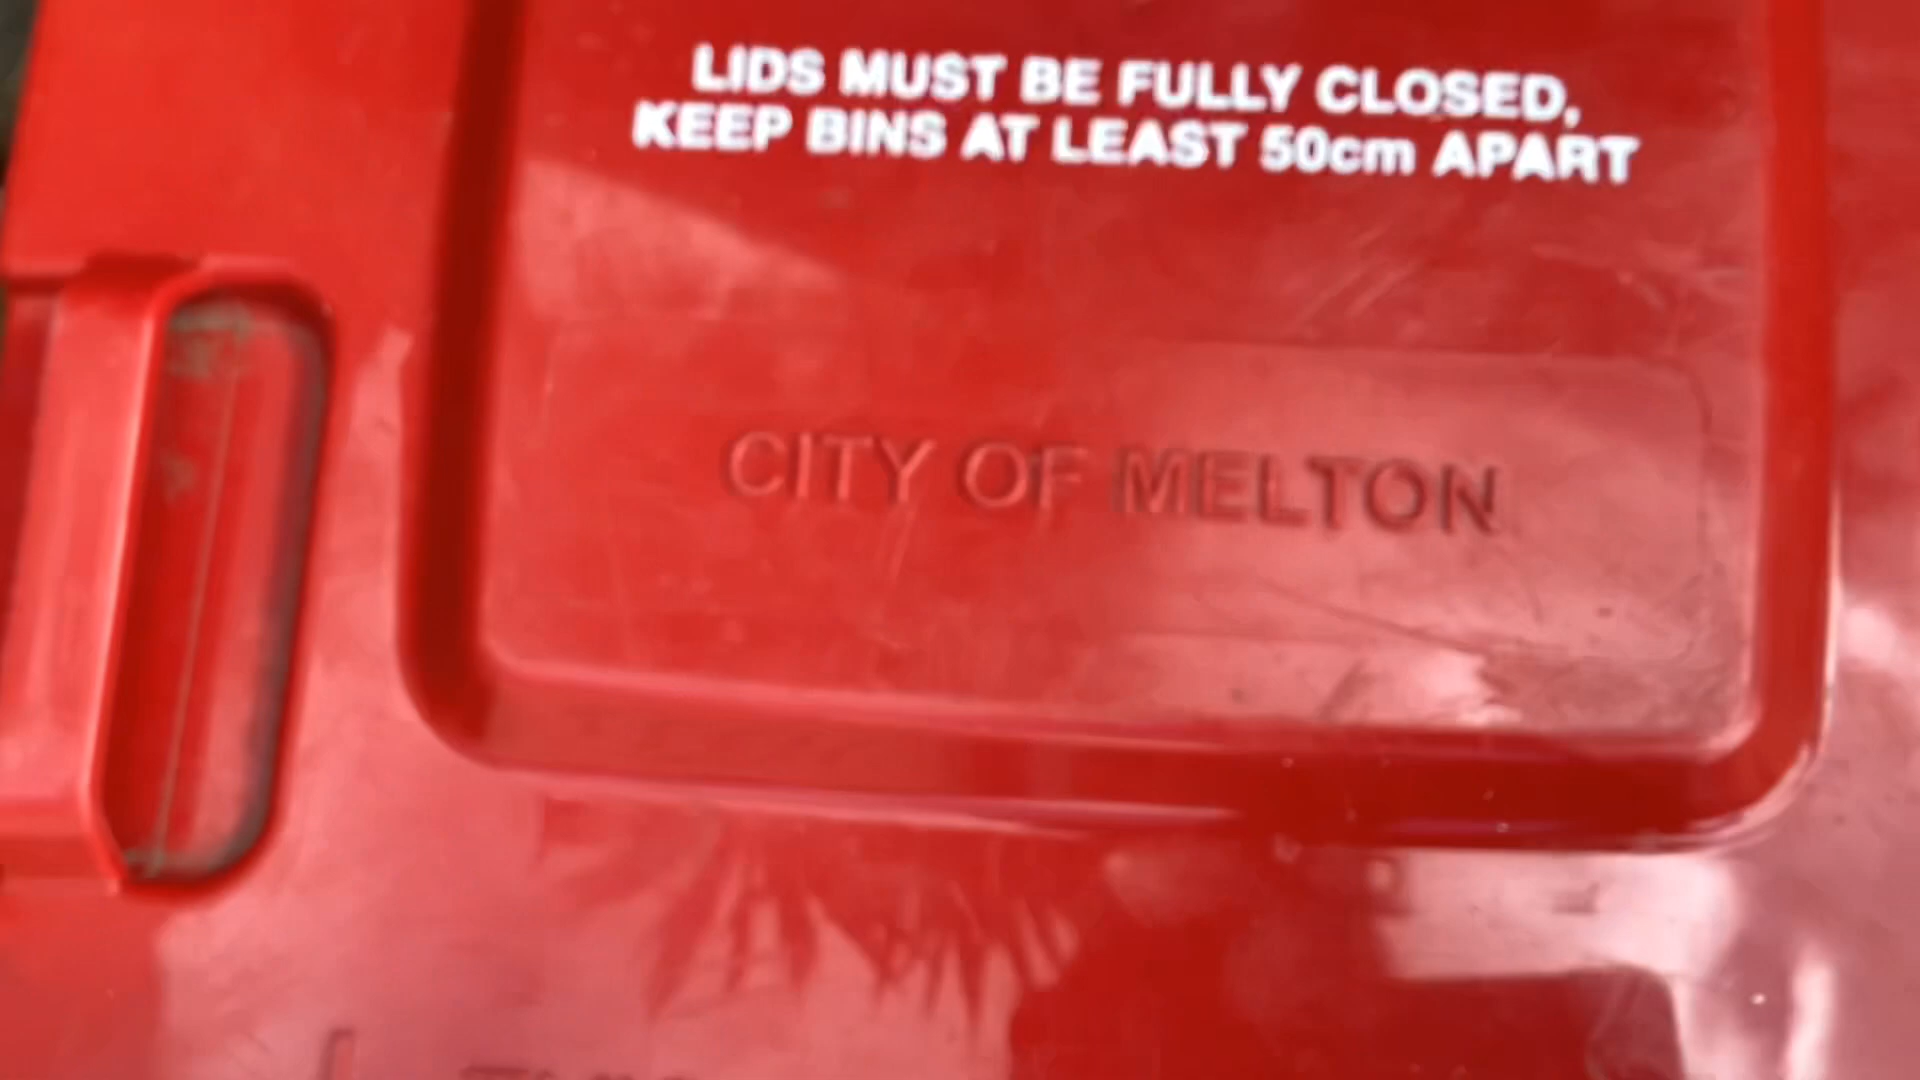 LIDS MUST BE FULLY CLOSED,
KEEP BINS AT LEAST 50cm APART
CITY OF MELTON